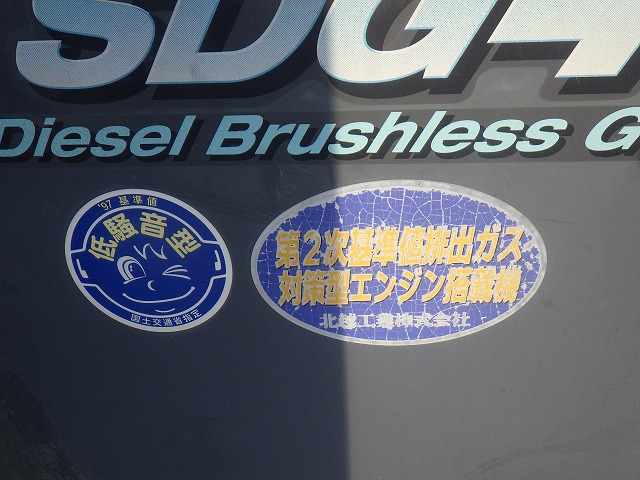 SDG4
Diesel Brushless G
'97 基準値
低騒音型
国土交通省指定
第2次基準値排出ガス
対策型エンジン搭載機
北越工業株式会社